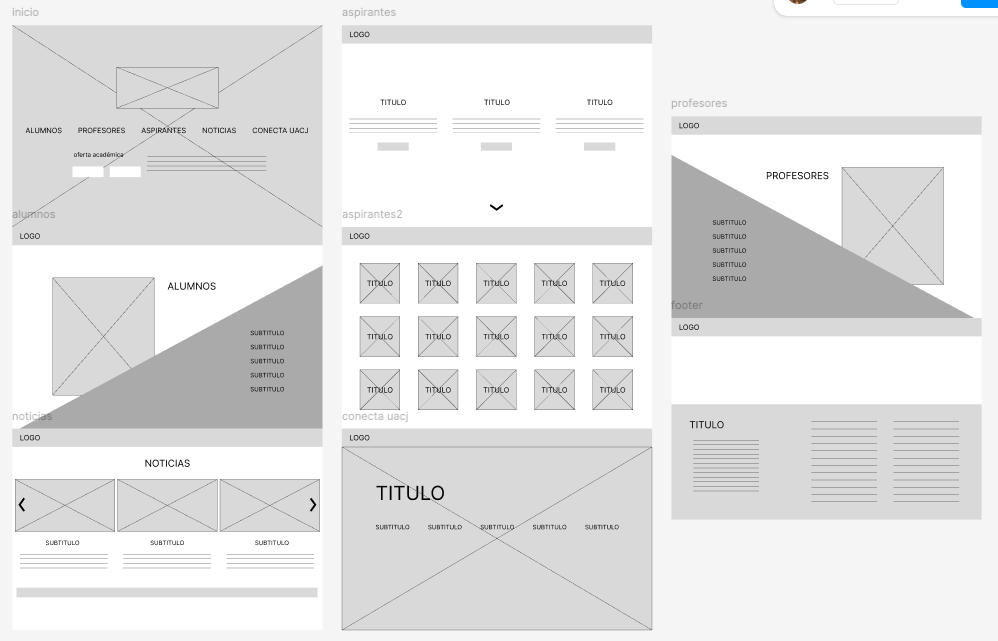 inicio
ALUMNOS PROFESORES ASPIRANTES NOTICIAS CONECTA UACJ
oferta académica
alumnos
LOGO
ALUMNOS
SUBTITULO
SUBTITULO
SUBTITULO
SUBTITULO
SUBTITULO
noticias
LOGO
NOTICIAS
SUBTITULO SUBTITULO SUBTITULO
aspirantes
LOGO
TITULO TITULO TITULO
aspirantes2
LOGO
TITULO TITULO TITULO TITULO TITULO
TITULO TITULO TITULO TITULO TITULO
TITULO TITULO TITULO TITULO TITULO
conecta uacj
LOGO
TITULO
SUBTITULO SUBTITULO SUBTITULO SUBTITULO SUBTITULO
profesores
LOGO
PROFESORES
SUBTITULO
SUBTITULO
SUBTITULO
SUBTITULO
SUBTITULO
footer
LOGO
TITULO